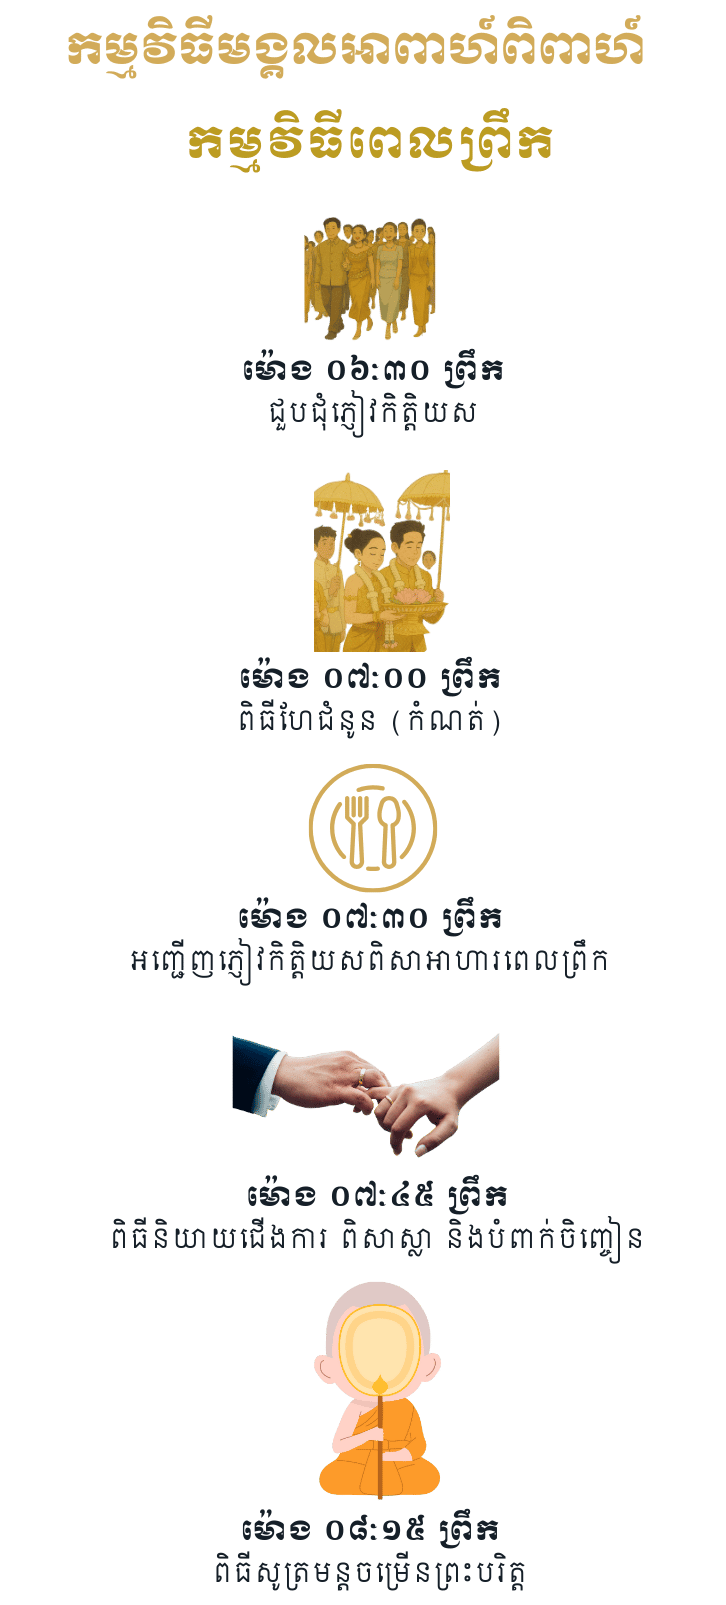 កម្មវិធីមង្គលអាពាហ៍ពិពាហ៍
កម្មវិធីពេលព្រឹក
ម៉ោង ០៦:៣០ ព្រឹក
ជួបជុំភ្ញៀវកិត្តិយស
ម៉ោង ០៧:០០ ព្រឹក
ពិធីហែជំនូន (កំណត់)
ម៉ោង ០៧:៣០ ព្រឹក
អញ្ជើញភ្ញៀវកិត្តិយសពិសាអាហារពេលព្រឹក
ម៉ោង ០៧:៤៥ ព្រឹក
ពិធីនិយាយជើងការ ពិសាស្លា និងបំពាក់ចិញ្ចៀន
ម៉ោង ០៨:១៥ ព្រឹក
ពិធីសូត្រមន្តចម្រើនព្រះបរិត្ត